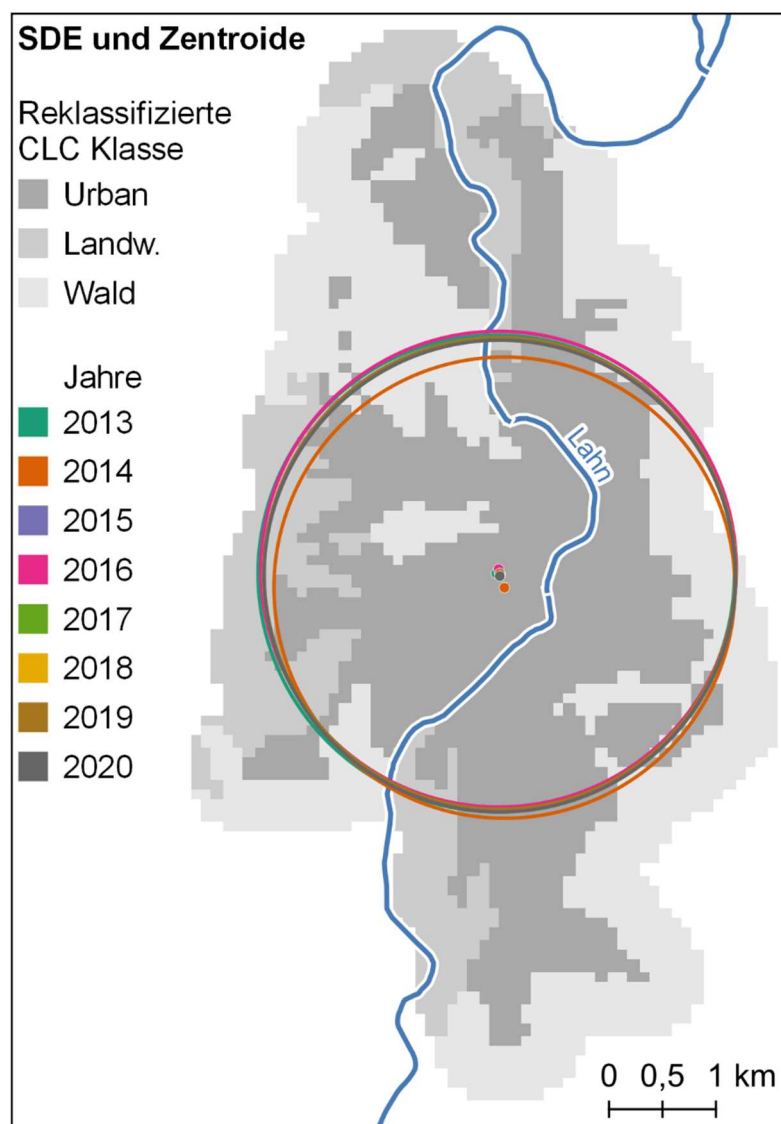 SDE und Zentroide
Reklassifizierte
CLC Klasse
Urban
Landw.
Wald
Jahre
2013
2014
2015
2016
2017
2018
2019
2020
Lahn
0 0,5 1 km